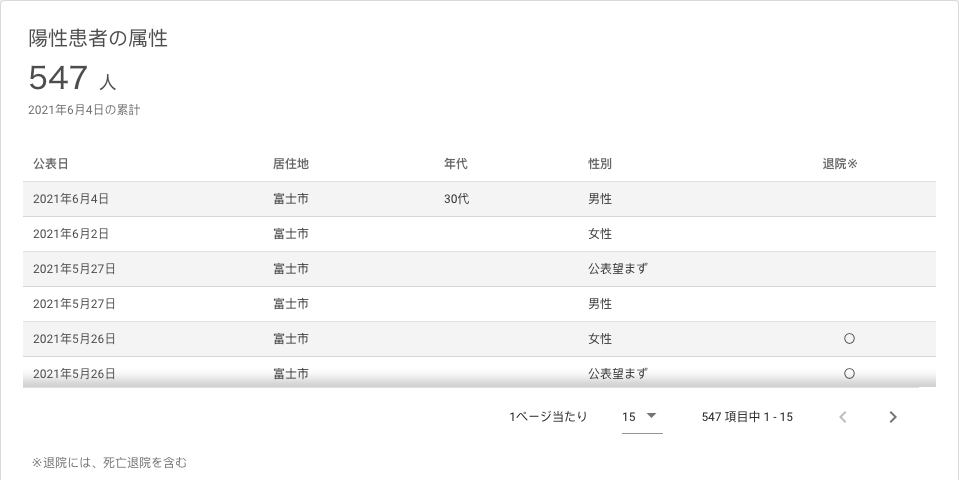 陽性患者の属性
547 人
2021年6月4日の累計
公表日 居住地 年代 性別 退院※
2021年6月4日 富士市 30代 男性
2021年6月2日 富士市 女性
2021年5月27日 富士市 公表望まず
2021年5月27日 富士市 男性
2021年5月26日 富士市 女性 〇
2021年5月26日 富士市 公表望まず 〇
1ページ当たり 15 547 項目中 1 - 15
※退院には、死亡退院を含む